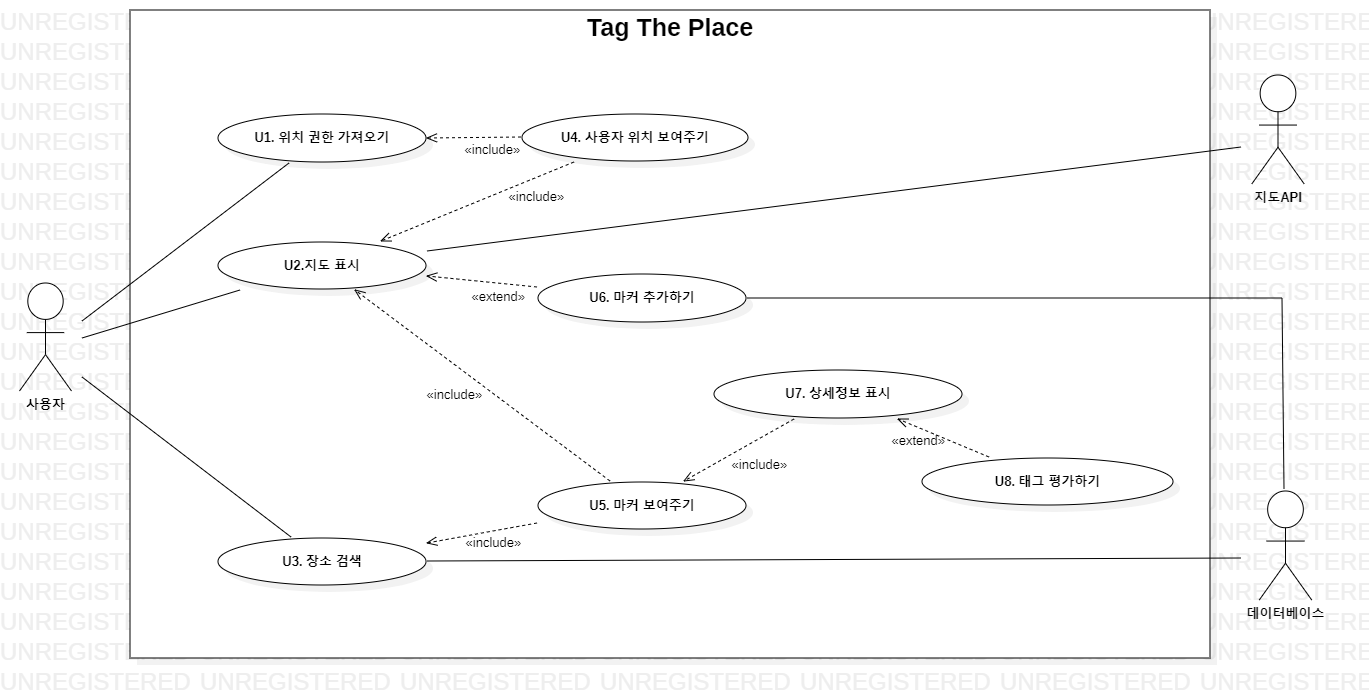 Tag The Place
U1. 위치 권한 가져오기
U4. 사용자 위치 보여주기
«include»
«include»
지도API
U2.지도 표시
«extend»
U6. 마커 추가하기
사용자
«include»
U7. 상세정보 표시
«extend»
«include»
U8. 태그 평가하기
U5. 마커 보여주기
«include»
U3. 장소 검색
데이터베이스
UNREGISTERED UNREGISTERED UNREGISTERED UNREGISTERED UNREGISTERED UNREGISTERED UNREGISTERE